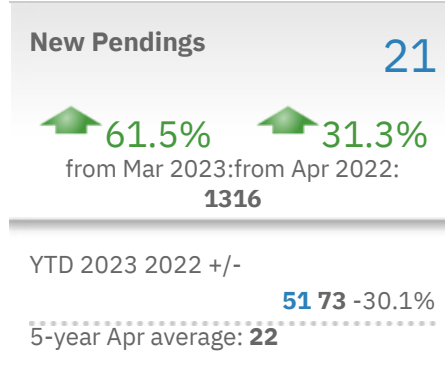 New Pendings
21
61.5% 31.3%
from Mar 2023:from Apr 2022:
1316
YTD 2023 2022 +/-
51 73 -30.1%
5-year Apr average: 22